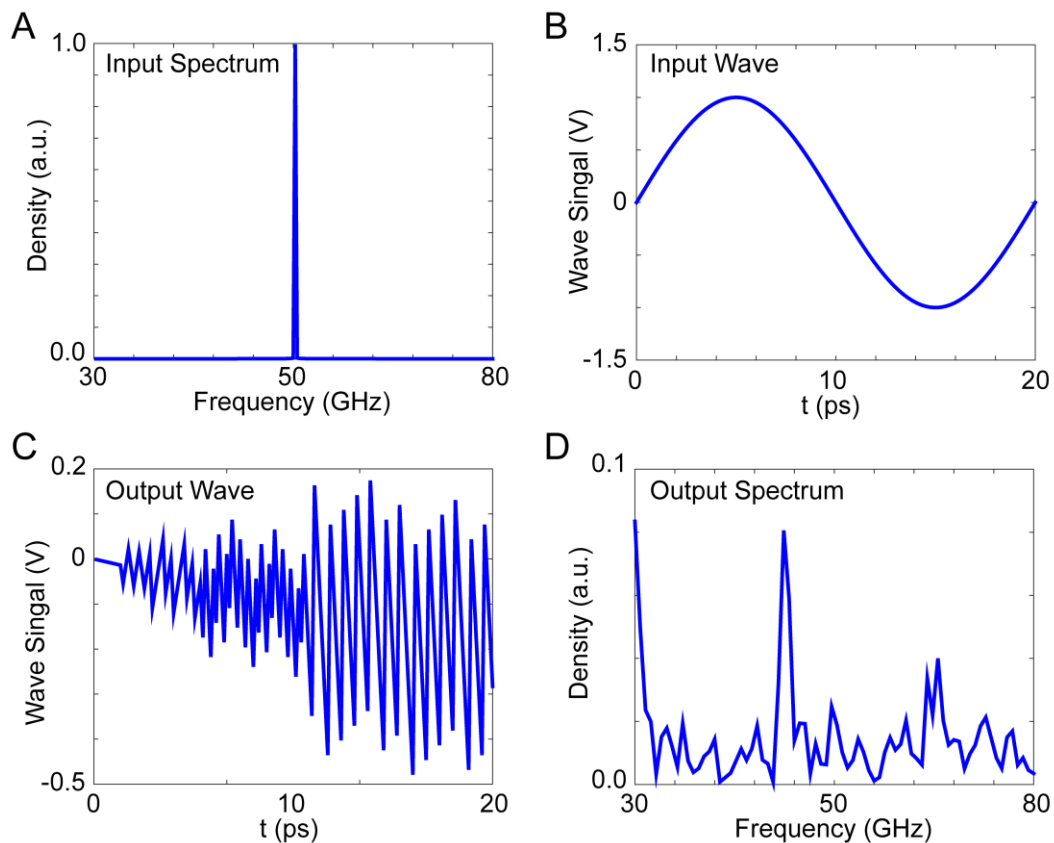 A
1.0
Input Spectrum
Density (a.u.)
0.0
30
50
80
Frequency (GHz)
B
1.5
Input Wave
Wave Singal (V)
0
-1.5
0
10
20
t (ps)
C
0.2
Output Wave
0
Wave Singal (V)
-0.5
0
10
20
t (ps)
D
0.1
Output Spectrum
Density (a.u.)
0.0
30
50
80
Frequency (GHz)